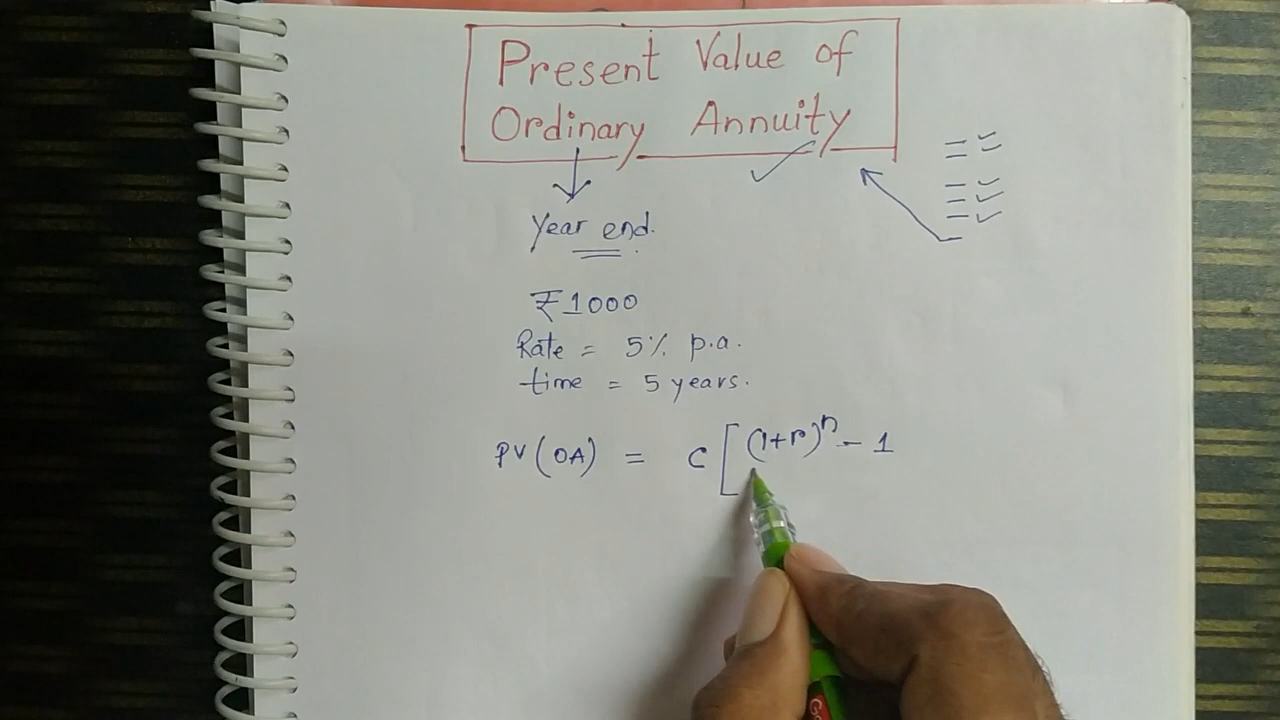 Present Value of
Ordinary Annuity
Year end.
₹1000
Rate = 5% p.a.
time = 5 years.
PV(OA) = C[(1+r)ⁿ - 1